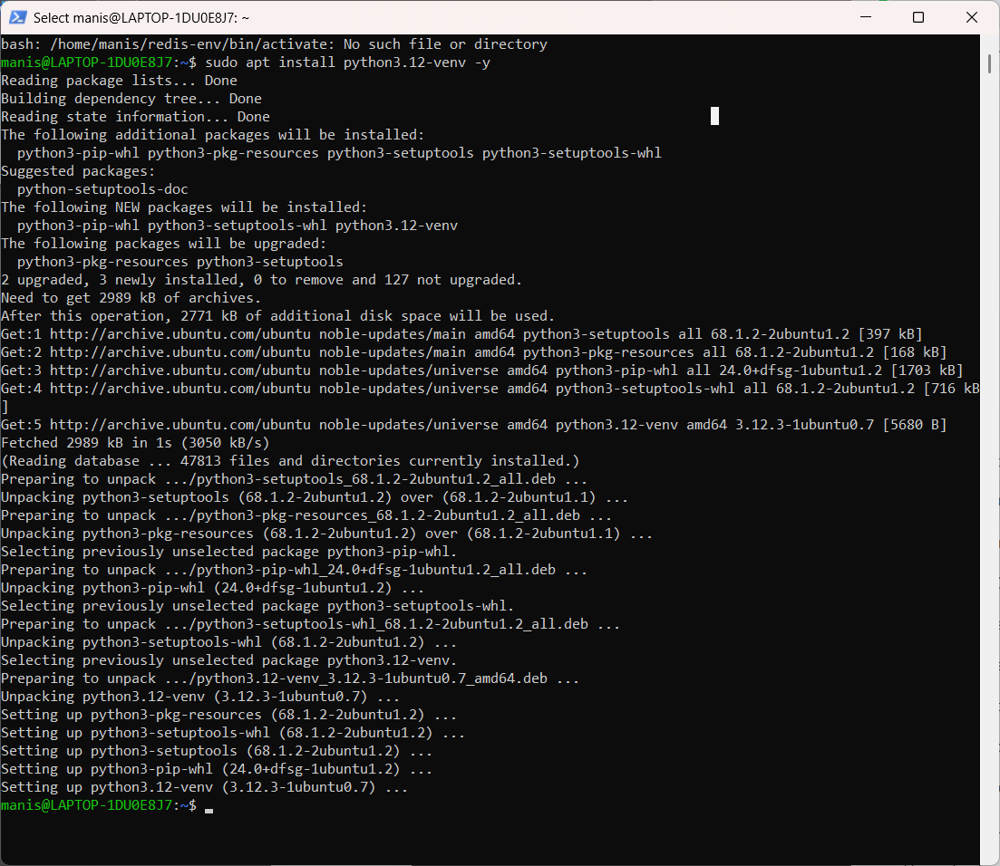 Select manis@LAPTOP-1DU0E8J7: ~
bash: /home/manis/redis-env/bin/activate: No such file or directory
manis@LAPTOP-1DU0E8J7:~$ sudo apt install python3.12-venv -y
Reading package lists... Done
Building dependency tree... Done
Reading state information... Done
The following additional packages will be installed:
  python3-pip-whl python3-pkg-resources python3-setuptools python3-setuptools-whl
Suggested packages:
  python-setuptools-doc
The following NEW packages will be installed:
  python3-pip-whl python3-setuptools-whl python3.12-venv
The following packages will be upgraded:
  python3-pkg-resources python3-setuptools
2 upgraded, 3 newly installed, 0 to remove and 127 not upgraded.
Need to get 2989 kB of archives.
After this operation, 2771 kB of additional disk space will be used.
Get:1 http://archive.ubuntu.com/ubuntu noble-updates/main amd64 python3-setuptools all 68.1.2-2ubuntu1.2 [397 kB]
Get:2 http://archive.ubuntu.com/ubuntu noble-updates/main amd64 python3-pkg-resources all 68.1.2-2ubuntu1.2 [168 kB]
Get:3 http://archive.ubuntu.com/ubuntu noble-updates/universe amd64 python3-pip-whl all 24.0+dfsg-1ubuntu1.2 [1703 kB]
Get:4 http://archive.ubuntu.com/ubuntu noble-updates/universe amd64 python3-setuptools-whl all 68.1.2-2ubuntu1.2 [716 kB
]
Get:5 http://archive.ubuntu.com/ubuntu noble-updates/universe amd64 python3.12-venv amd64 3.12.3-1ubuntu0.7 [5680 B]
Fetched 2989 kB in 1s (3050 kB/s)
(Reading database ... 47813 files and directories currently installed.)
Preparing to unpack .../python3-setuptools_68.1.2-2ubuntu1.2_all.deb ...
Unpacking python3-setuptools (68.1.2-2ubuntu1.2) over (68.1.2-2ubuntu1.1) ...
Preparing to unpack .../python3-pkg-resources_68.1.2-2ubuntu1.2_all.deb ...
Unpacking python3-pkg-resources (68.1.2-2ubuntu1.2) over (68.1.2-2ubuntu1.1) ...
Selecting previously unselected package python3-pip-whl.
Preparing to unpack .../python3-pip-whl_24.0+dfsg-1ubuntu1.2_all.deb ...
Unpacking python3-pip-whl (24.0+dfsg-1ubuntu1.2) ...
Selecting previously unselected package python3-setuptools-whl.
Preparing to unpack .../python3-setuptools-whl_68.1.2-2ubuntu1.2_all.deb ...
Unpacking python3-setuptools-whl (68.1.2-2ubuntu1.2) ...
Selecting previously unselected package python3.12-venv.
Preparing to unpack .../python3.12-venv_3.12.3-1ubuntu0.7_amd64.deb ...
Unpacking python3.12-venv (3.12.3-1ubuntu0.7) ...
Setting up python3-pkg-resources (68.1.2-2ubuntu1.2) ...
Setting up python3-setuptools-whl (68.1.2-2ubuntu1.2) ...
Setting up python3-setuptools (68.1.2-2ubuntu1.2) ...
Setting up python3-pip-whl (24.0+dfsg-1ubuntu1.2) ...
Setting up python3.12-venv (3.12.3-1ubuntu0.7) ...
manis@LAPTOP-1DU0E8J7:~$